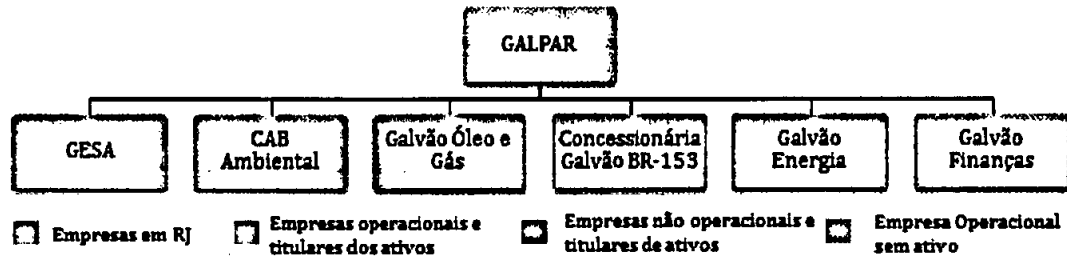 GALPAR
GESA
CAB
Ambiental
Galvão Óleo e
Gás
Concessionária
Galvão BR-153
Galvão
Energia
Galvão
Finanças
Empresas em RJ
Empresas operacionais e
titulares dos ativos
Empresas não operacionais e
titulares de ativos
Empresa Operacional
sem ativo